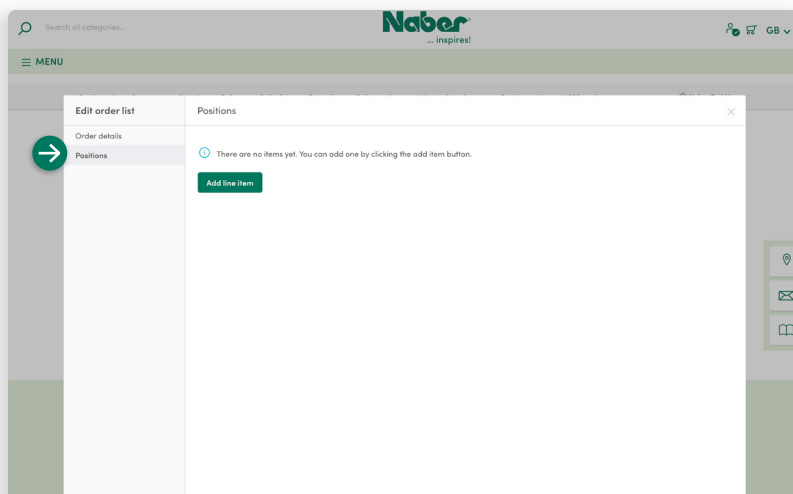 Search all categories...
Naber
... inspires!
GB
MENU
Edit order list
Positions
Order details
Positions
There are no items yet. You can add one by clicking the add item button.
Add line item